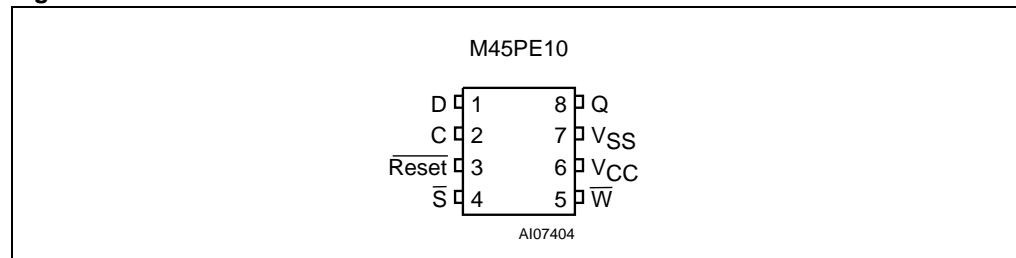 M45PE10
D 1 8 Q
C 2 7 VSS
Reset 3 6 VCC
S 4 5 W
AI07404